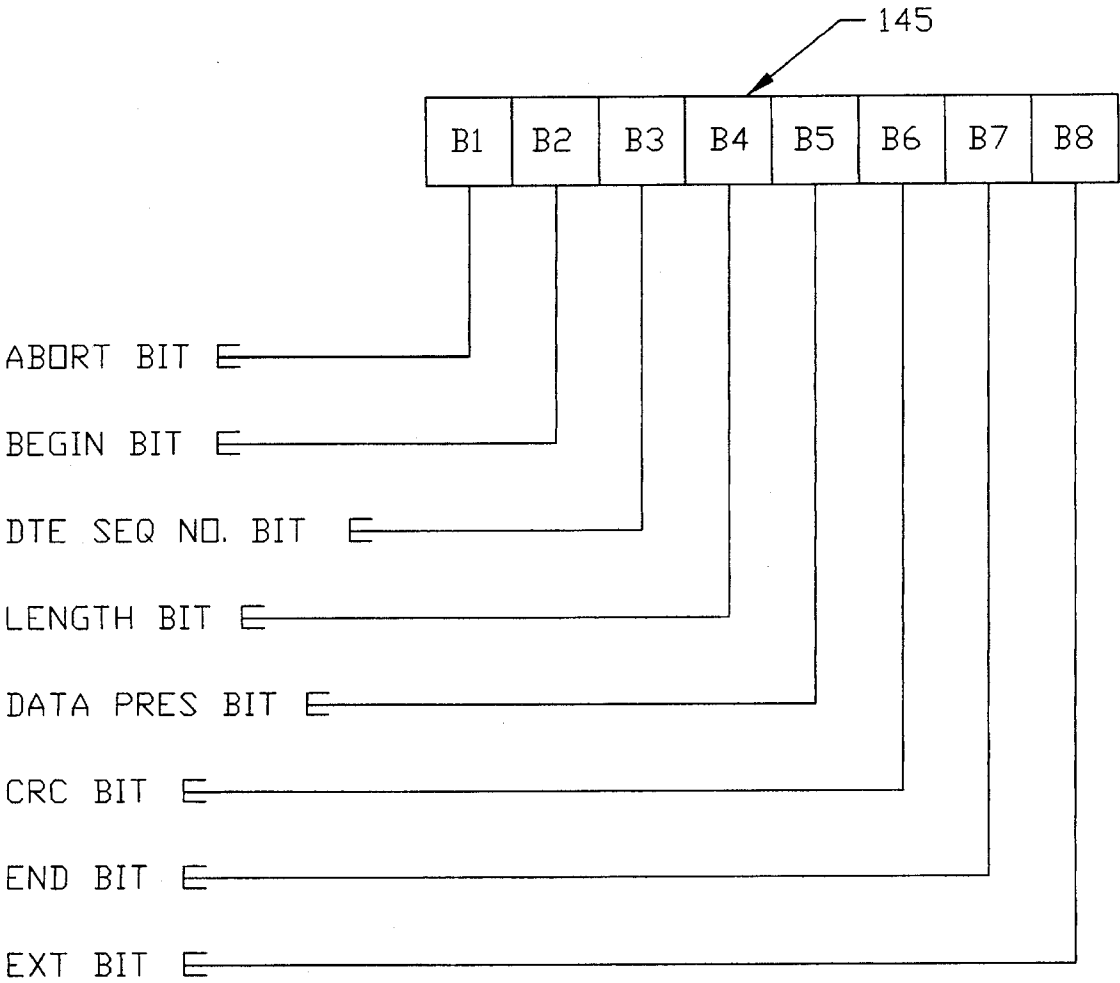 145
B1 B2 B3 B4 B5 B6 B7 B8
ABORT BIT
BEGIN BIT
DTE SEQ NO. BIT
LENGTH BIT
DATA PRES BIT
CRC BIT
END BIT
EXT BIT